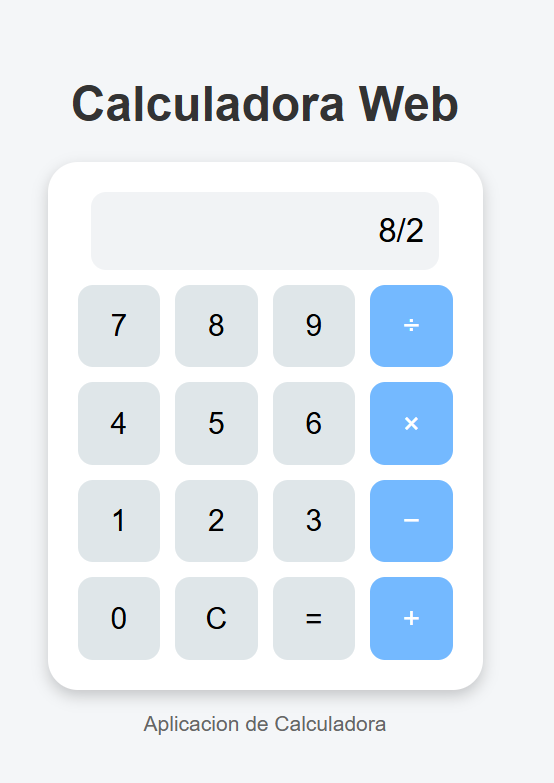 Calculadora Web
8/2
7 8 9 ÷
4 5 6 ×
1 2 3 −
0 C = +
Aplicacion de Calculadora